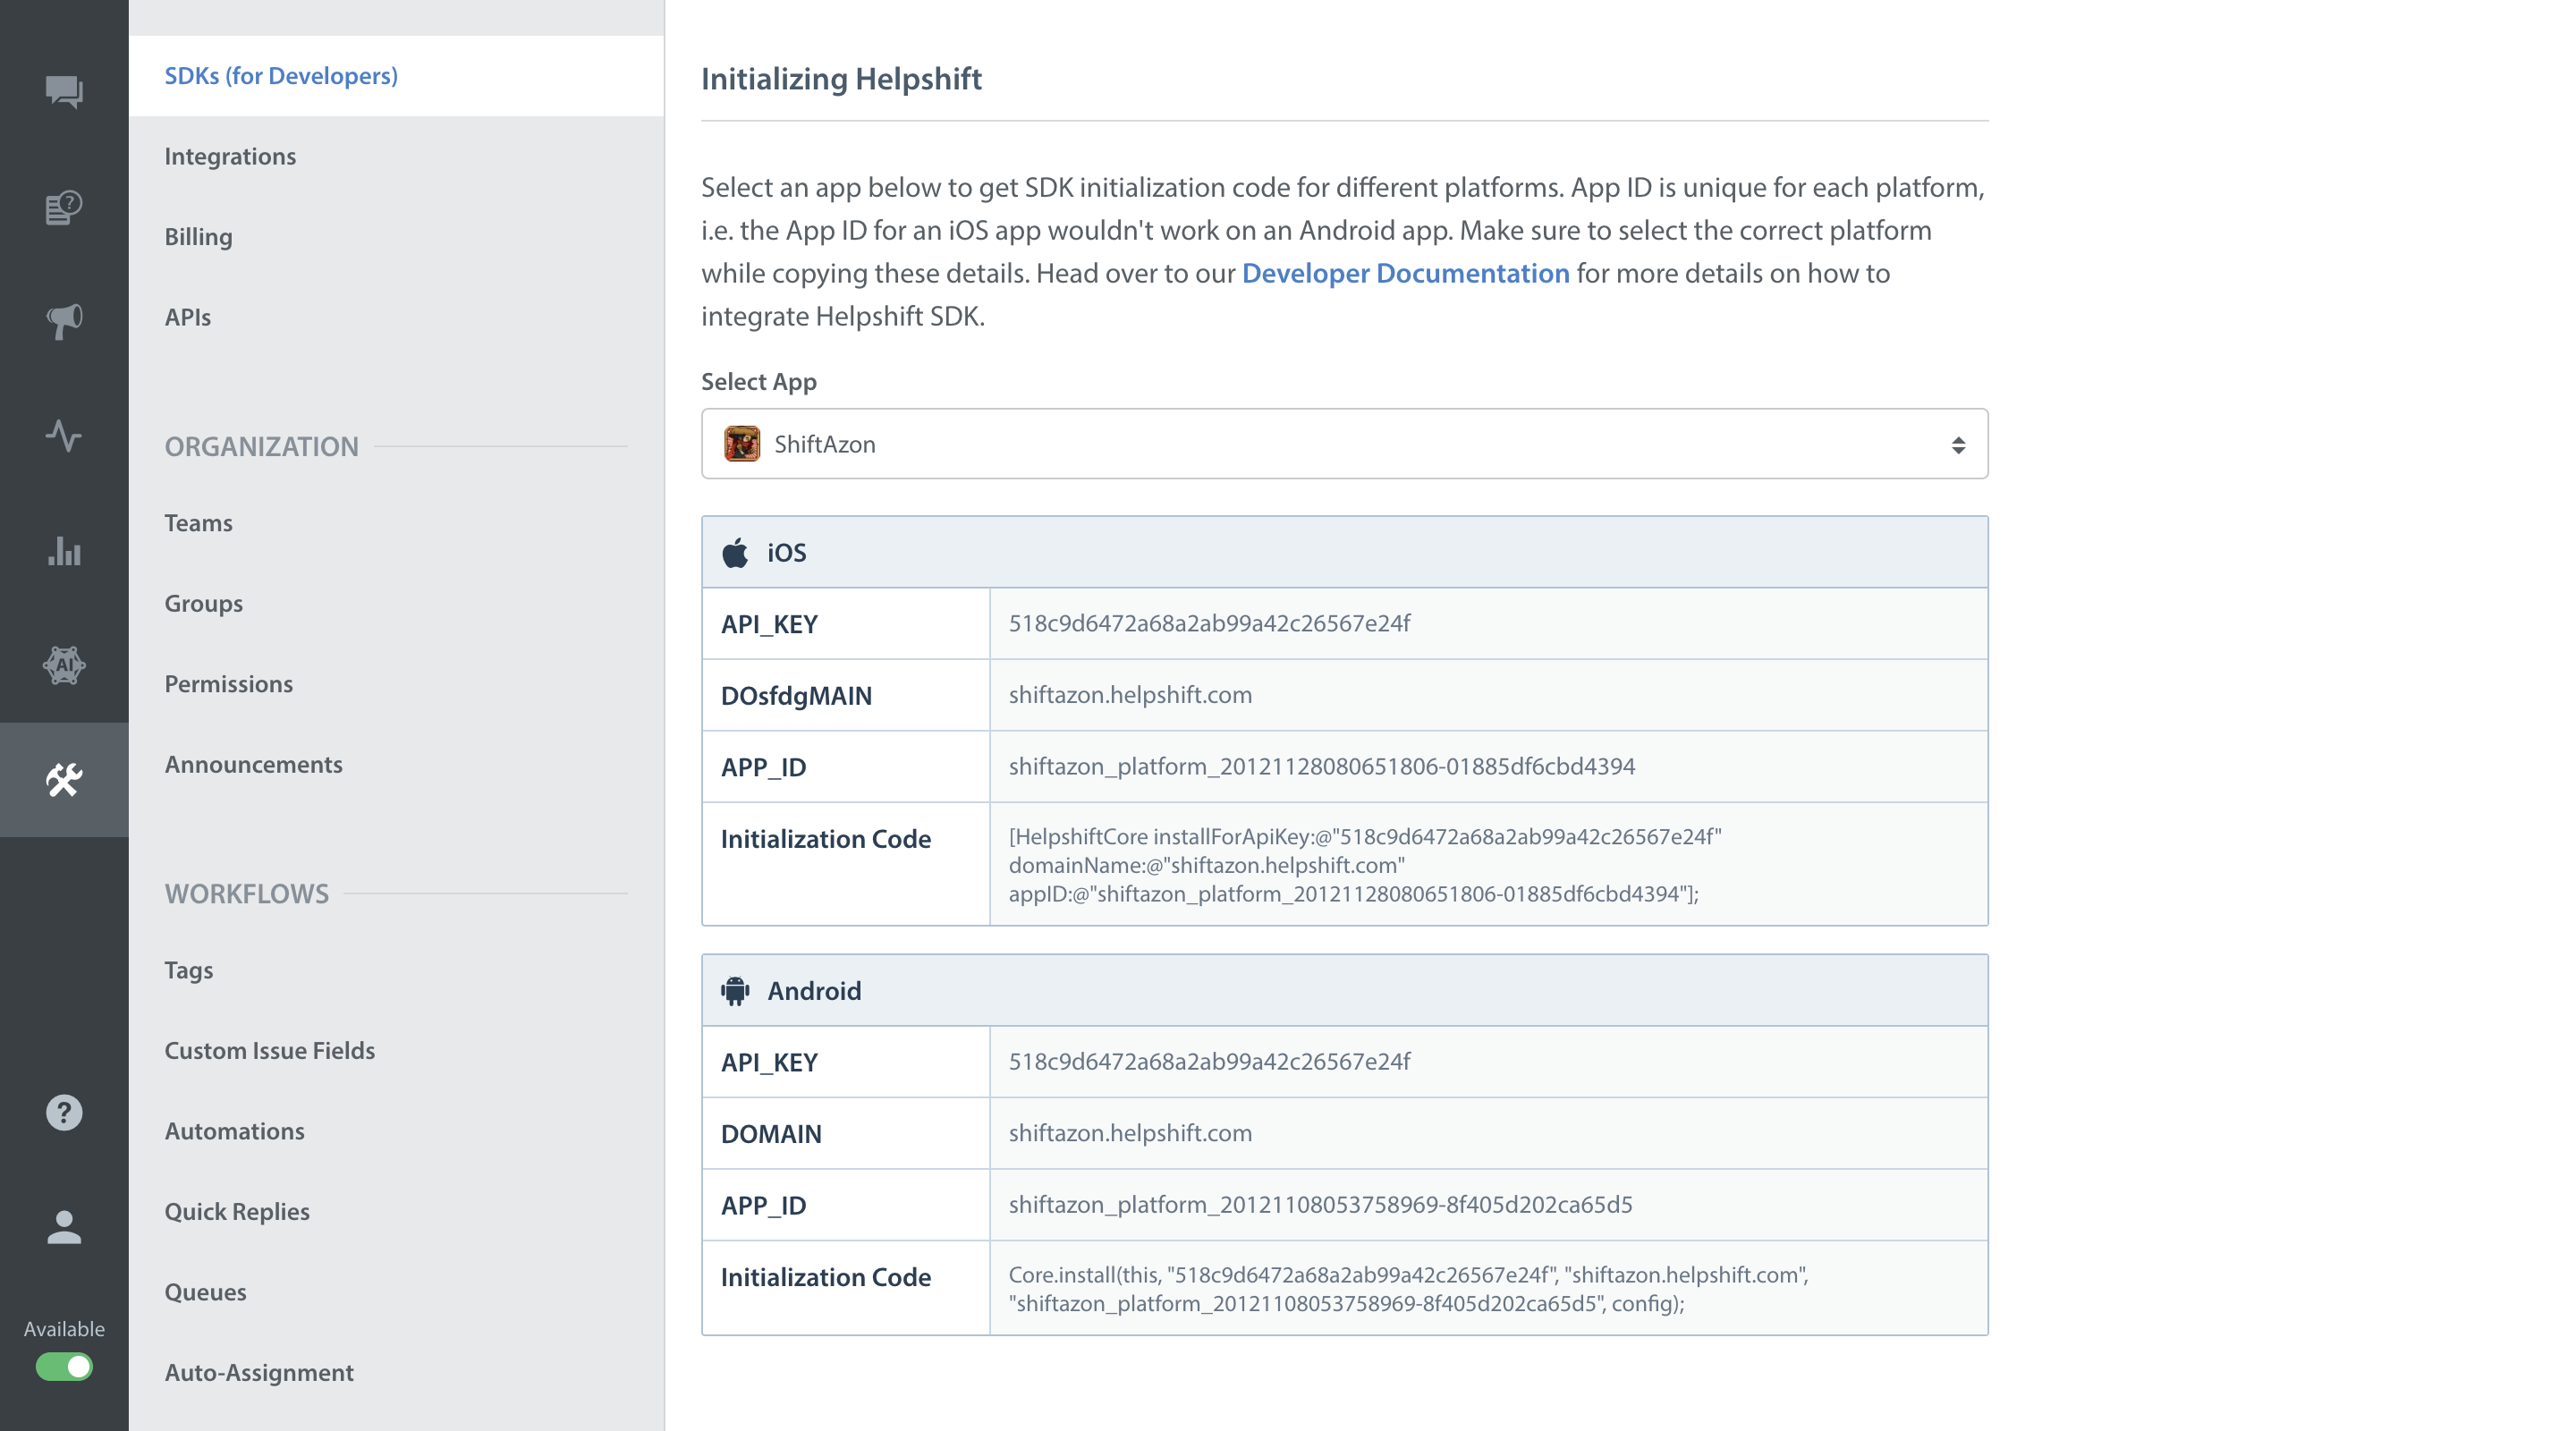 SDKs (for Developers)
Integrations
Billing
APIs
ORGANIZATION
Teams
Groups
Permissions
Announcements
WORKFLOWS
Tags
Custom Issue Fields
Automations
Quick Replies
Queues
Auto-Assignment
?
AI
?
Available
Initializing Helpshift
Select an app below to get SDK initialization code for different platforms. App ID is unique for each platform,
i.e. the App ID for an iOS app wouldn't work on an Android app. Make sure to select the correct platform
while copying these details. Head over to our Developer Documentation for more details on how to
integrate Helpshift SDK.
Select App
ShiftAzon
iOS
API_KEY 518c9d6472a68a2ab99a42c26567e24f
DOsfdgMAIN shiftazon.helpshift.com
APP_ID shiftazon_platform_20121128080651806-01885df6cbd4394
Initialization Code [HelpshiftCore installForApiKey:@"518c9d6472a68a2ab99a42c26567e24f"
domainName:@"shiftazon.helpshift.com"
appID:@"shiftazon_platform_20121128080651806-01885df6cbd4394"];
Android
API_KEY 518c9d6472a68a2ab99a42c26567e24f
DOMAIN shiftazon.helpshift.com
APP_ID shiftazon_platform_20121108053758969-8f405d202ca65d5
Initialization Code Core.install(this, "518c9d6472a68a2ab99a42c26567e24f", "shiftazon.helpshift.com",
"shiftazon_platform_20121108053758969-8f405d202ca65d5", config);